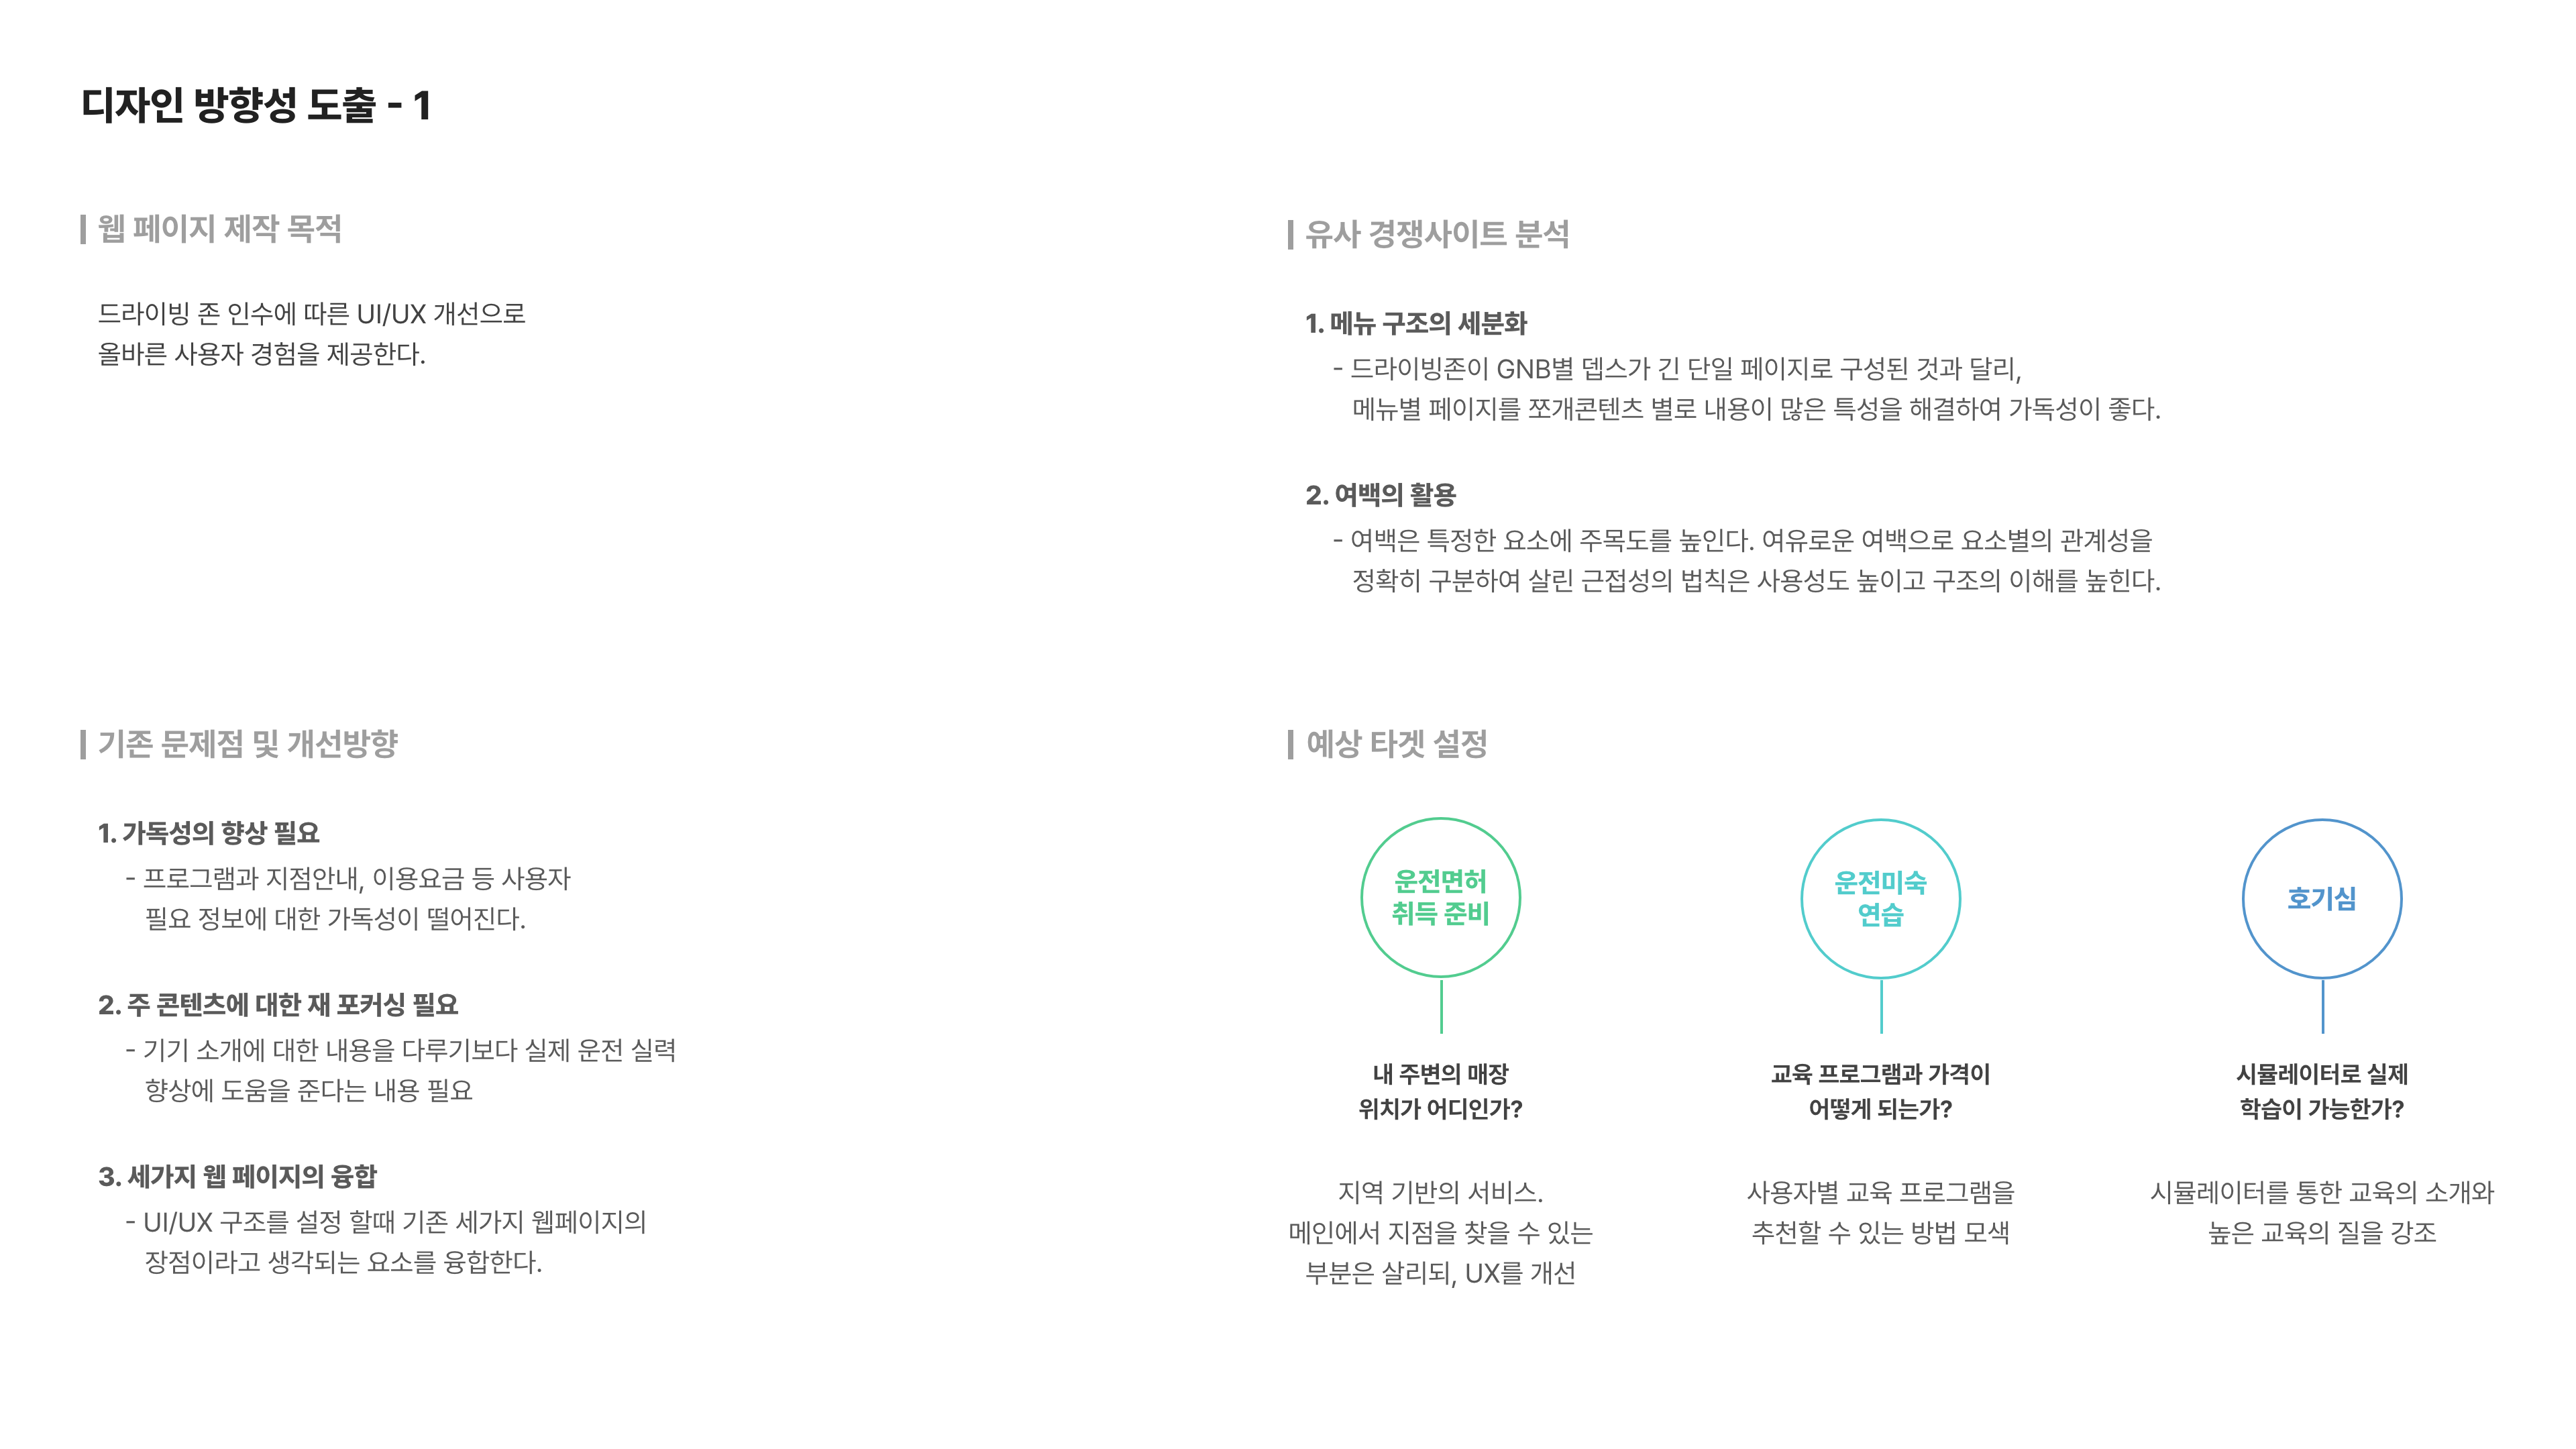 디자인 방향성 도출 - 1
웹 페이지 제작 목적
드라이빙 존 인수에 따른 UI/UX 개선으로
올바른 사용자 경험을 제공한다.
유사 경쟁사이트 분석
1. 메뉴 구조의 세분화
- 드라이빙존이 GNB별 뎁스가 긴 단일 페이지로 구성된 것과 달리,
메뉴별 페이지를 쪼개콘텐츠 별로 내용이 많은 특성을 해결하여 가독성이 좋다.
2. 여백의 활용
- 여백은 특정한 요소에 주목도를 높인다. 여유로운 여백으로 요소별의 관계성을
정확히 구분하여 살린 근접성의 법칙은 사용성도 높이고 구조의 이해를 높힌다.
기존 문제점 및 개선방향
1. 가독성의 향상 필요
- 프로그램과 지점안내, 이용요금 등 사용자
필요 정보에 대한 가독성이 떨어진다.
2. 주 콘텐츠에 대한 재 포커싱 필요
- 기기 소개에 대한 내용을 다루기보다 실제 운전 실력
향상에 도움을 준다는 내용 필요
3. 세가지 웹 페이지의 융합
- UI/UX 구조를 설정 할때 기존 세가지 웹페이지의
장점이라고 생각되는 요소를 융합한다.
예상 타겟 설정
운전면허
취득 준비
내 주변의 매장
위치가 어디인가?
지역 기반의 서비스.
메인에서 지점을 찾을 수 있는
부분은 살리되, UX를 개선
운전미숙
연습
교육 프로그램과 가격이
어떻게 되는가?
사용자별 교육 프로그램을
추천할 수 있는 방법 모색
호기심
시뮬레이터로 실제
학습이 가능한가?
시뮬레이터를 통한 교육의 소개와
높은 교육의 질을 강조